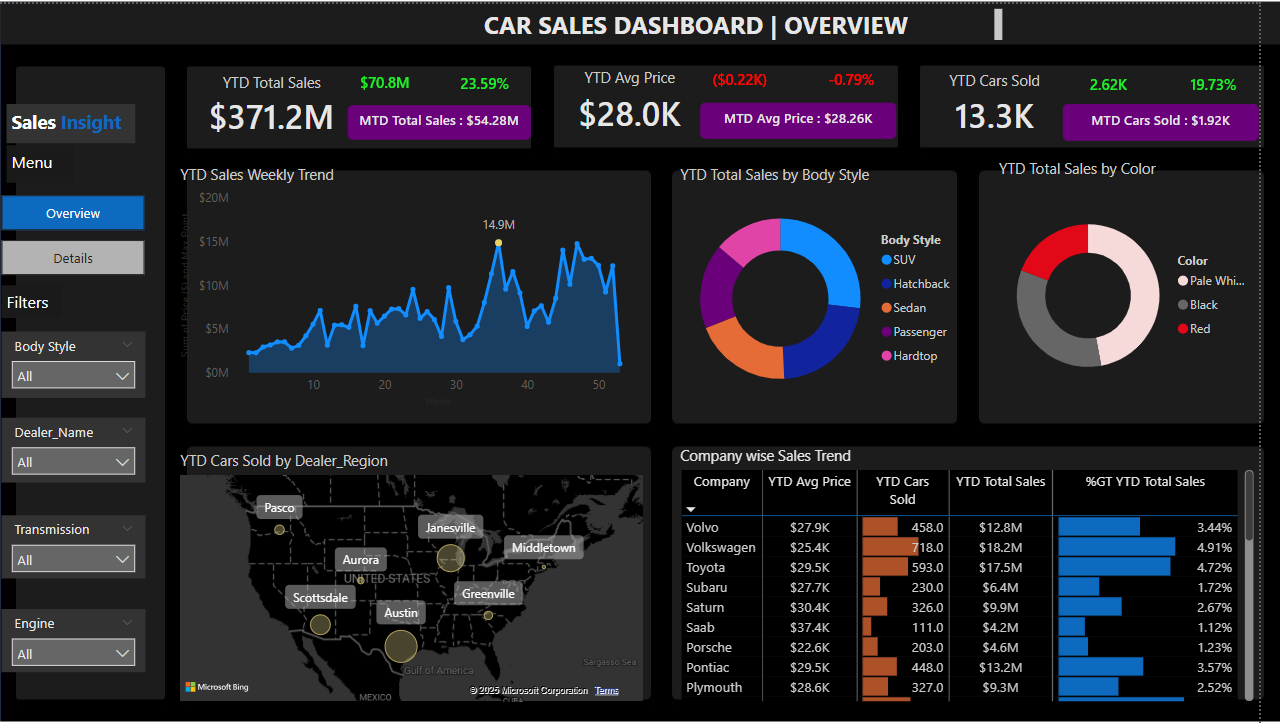 CAR SALES DASHBOARD | OVERVIEW
Sales Insight
Menu
Overview
Details
Filters
Body Style
All
Dealer_Name
All
Transmission
All
Engine
All
YTD Total Sales
$70.8M
23.59%
$371.2M
MTD Total Sales : $54.28M
YTD Avg Price
($0.22K)
-0.79%
$28.0K
MTD Avg Price : $28.26K
YTD Cars Sold
2.62K
19.73%
13.3K
MTD Cars Sold : $1.92K
YTD Sales Weekly Trend
Sum of Price ($) and Max Point
$20M
$15M
$10M
$5M
$0M
14.9M
10 20 30 40 50
Week
YTD Total Sales by Body Style
Body Style
SUV
Hatchback
Sedan
Passenger
Hardtop
YTD Total Sales by Color
Color
Pale Whi...
Black
Red
YTD Cars Sold by Dealer_Region
Pasco
Janesville
Middletown
Aurora
UNITED STATES
Scottsdale
Greenville
Austin
Gulf of America
Sargasso Sea
MEXICO
CUBA
Microsoft Bing
© 2025 Microsoft Corporation Terms
Company wise Sales Trend
Company YTD Avg Price YTD Cars Sold YTD Total Sales %GT YTD Total Sales
Volvo $27.9K 458.0 $12.8M 3.44%
Volkswagen $25.4K 718.0 $18.2M 4.91%
Toyota $29.5K 593.0 $17.5M 4.72%
Subaru $27.7K 230.0 $6.4M 1.72%
Saturn $30.4K 326.0 $9.9M 2.67%
Saab $37.4K 111.0 $4.2M 1.12%
Porsche $22.6K 203.0 $4.6M 1.23%
Pontiac $29.5K 448.0 $13.2M 3.57%
Plymouth $28.6K 327.0 $9.3M 2.52%